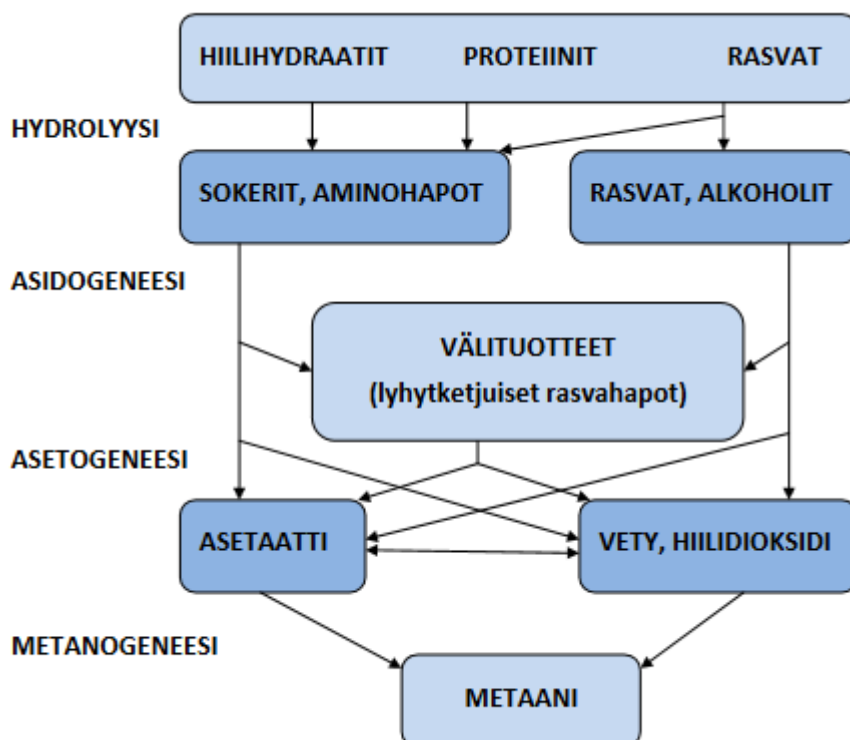 HIILIHYDRAATIT PROTEIINIT RASVAT
HYDROLYYSI
SOKERIT, AMINOHAPOT RASVAT, ALKOHOLIT
ASIDOGENEESI
VÄLITUOTTEET
(lyhytketjuiset rasvahapot)
ASETOGENEESI
ASETAATTI VETY, HIILIDIOKSIDI
METANOGENEESI
METAANI